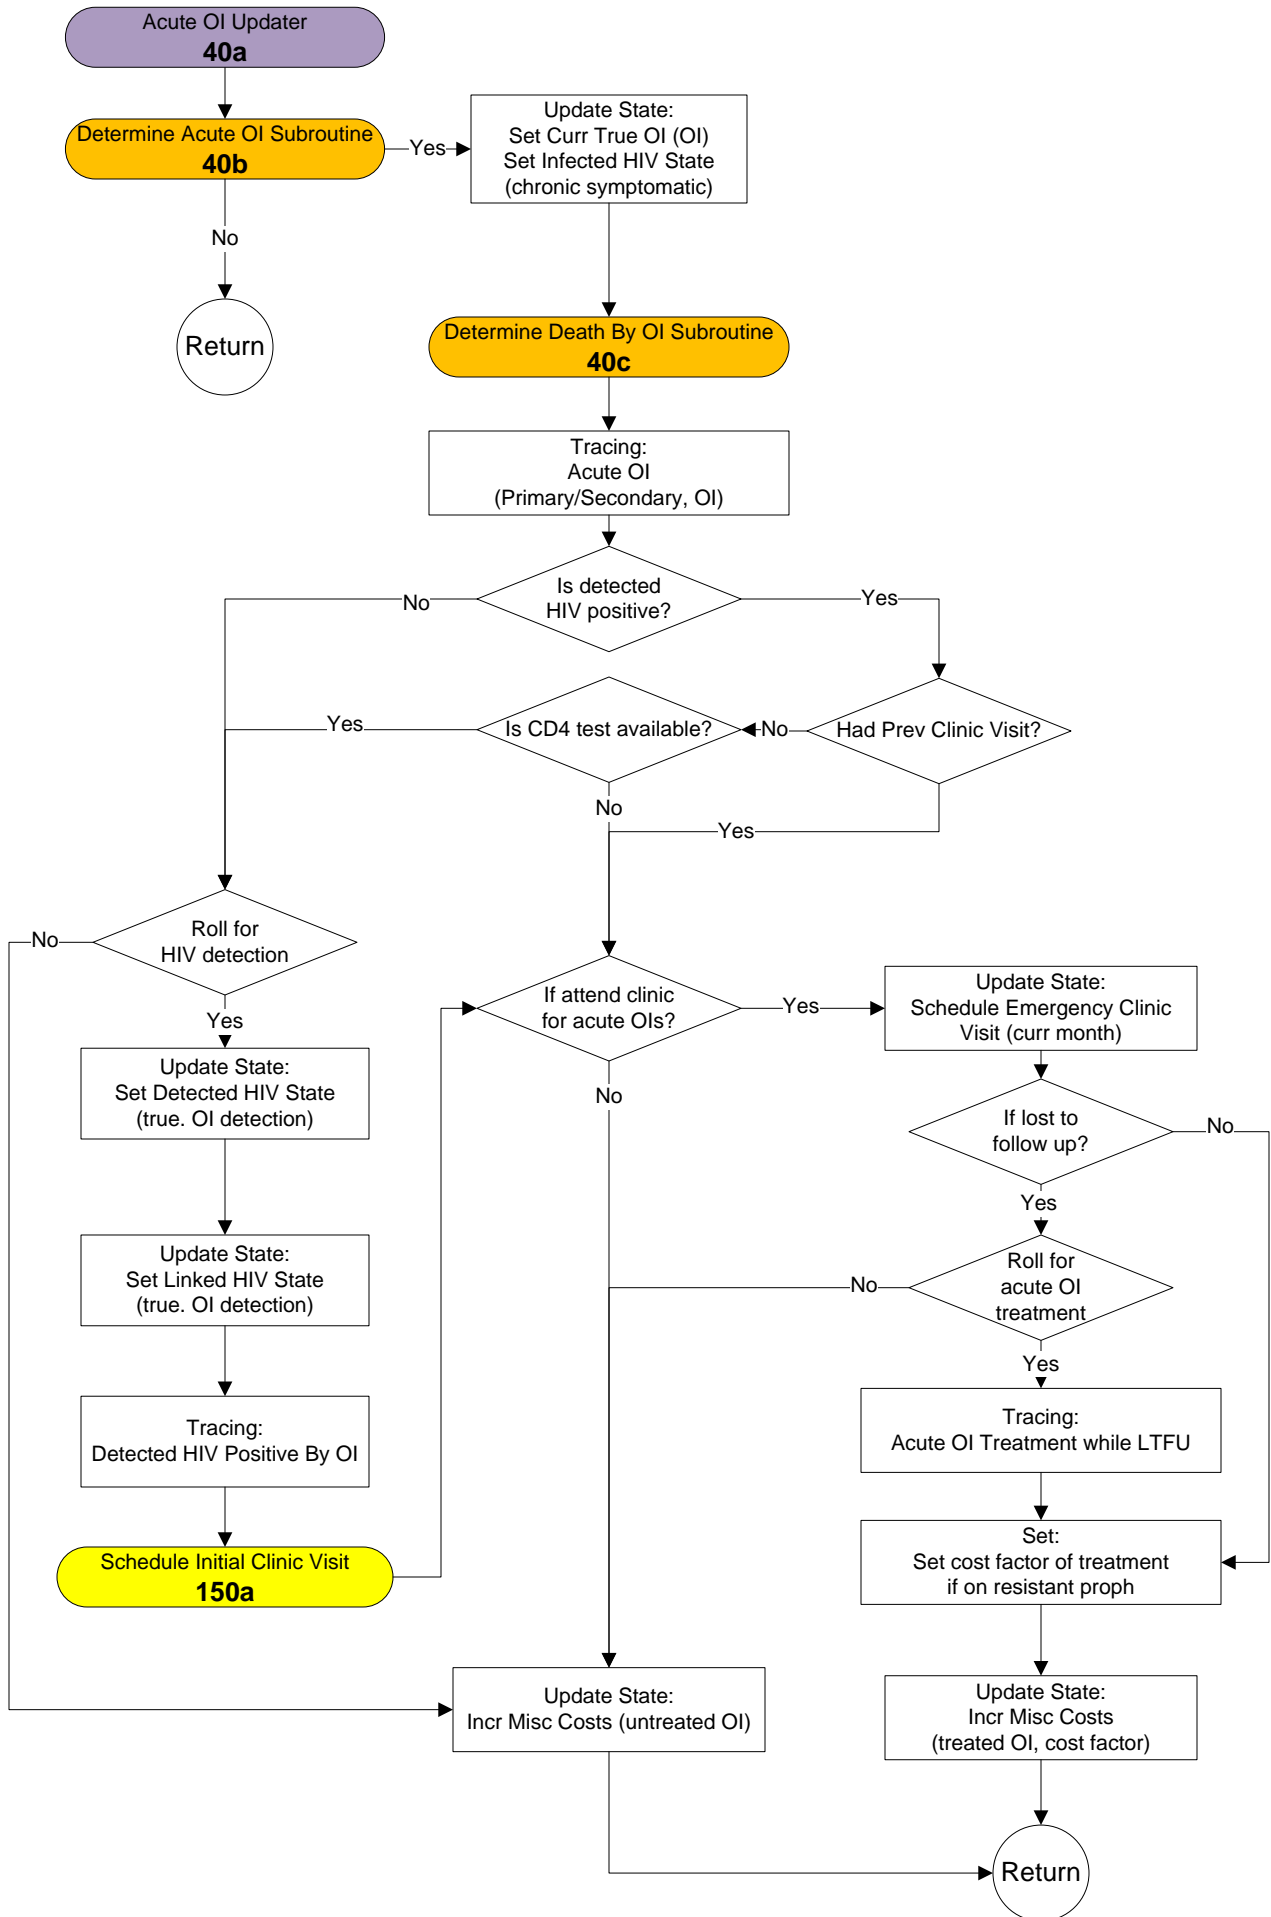 Acute OI Updater
40a
Determine Acute OI Subroutine
40b
Yes
Update State:
Set Curr True OI (OI)
Set Infected HIV State
(chronic symptomatic)
No
Return
Determine Death By OI Subroutine
40c
Tracing:
Acute OI
(Primary/Secondary, OI)
Is detected
HIV positive?
No
Yes
Had Prev Clinic Visit?
No
Is CD4 test available?
Yes
No
Yes
Roll for
HIV detection
No
Yes
Update State:
Set Detected HIV State
(true. OI detection)
Update State:
Set Linked HIV State
(true. OI detection)
Tracing:
Detected HIV Positive By OI
Schedule Initial Clinic Visit
150a
If attend clinic
for acute OIs?
Yes
No
Update State:
Schedule Emergency Clinic
Visit (curr month)
If lost to
follow up?
No
Yes
Roll for
acute OI
treatment
No
Yes
Tracing:
Acute OI Treatment while LTFU
Set:
Set cost factor of treatment
if on resistant proph
Update State:
Incr Misc Costs (untreated OI)
Update State:
Incr Misc Costs
(treated OI, cost factor)
Return